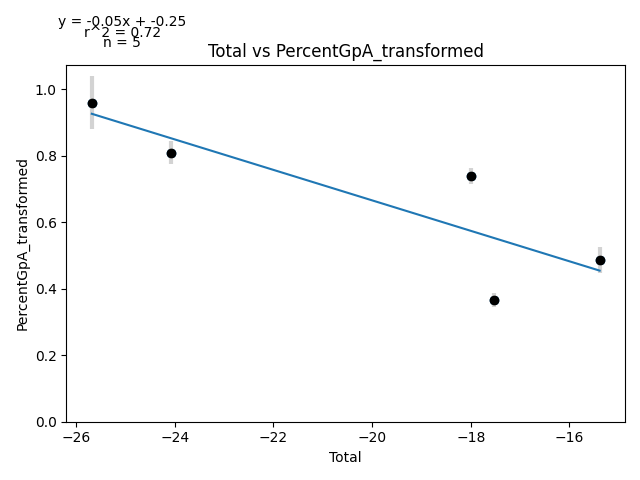 y = -0.05x + -0.25
r^2 = 0.72
n = 5
Total vs PercentGpA_transformed
PercentGpA_transformed
1.0
0.8
0.6
0.4
0.2
0.0
−26
−24
−22
−20
−18
−16
Total